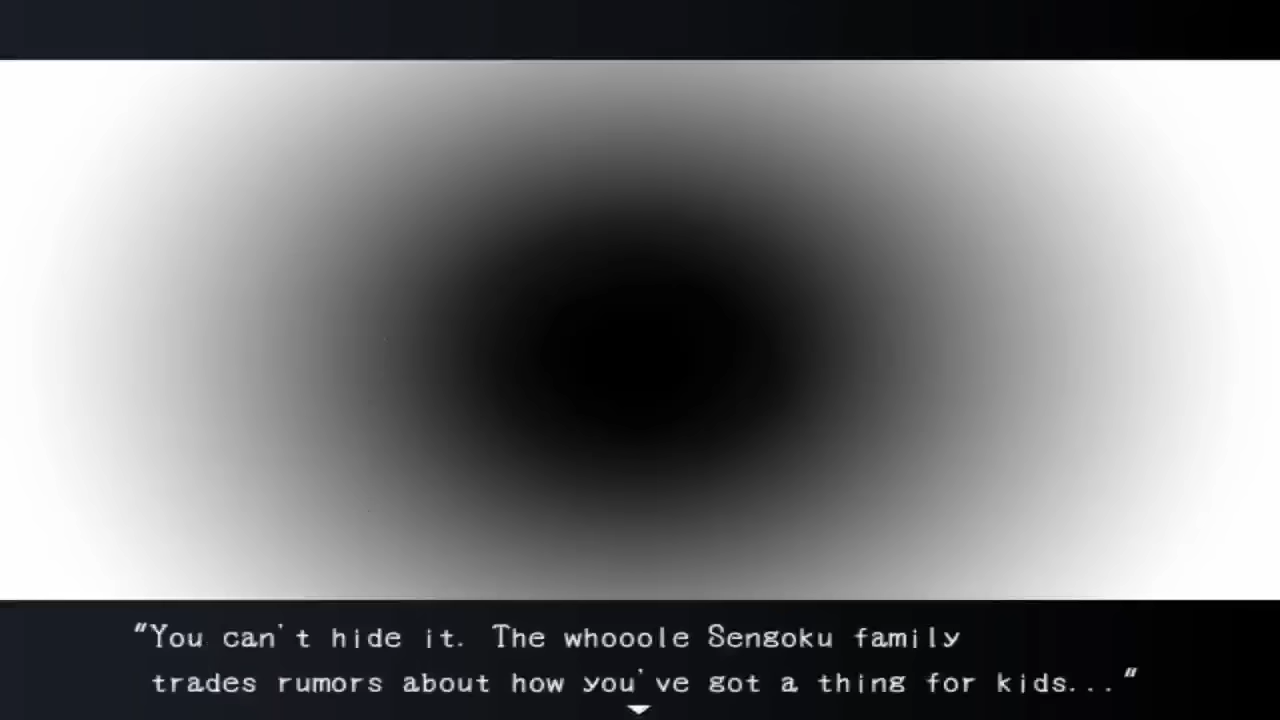 “You can't hide it. The whooole Sengoku family
trades rumors about how you've got a thing for kids...”